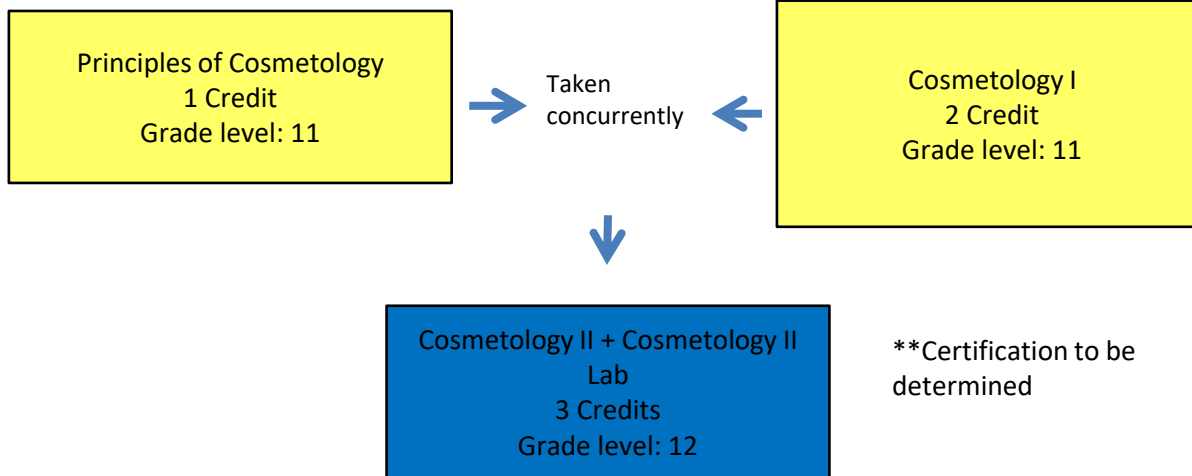 Principles of Cosmetology
1 Credit
Grade level: 11
Taken
concurrently
Cosmetology I
2 Credit
Grade level: 11
Cosmetology II + Cosmetology II
Lab
3 Credits
Grade level: 12
**Certification to be
determined